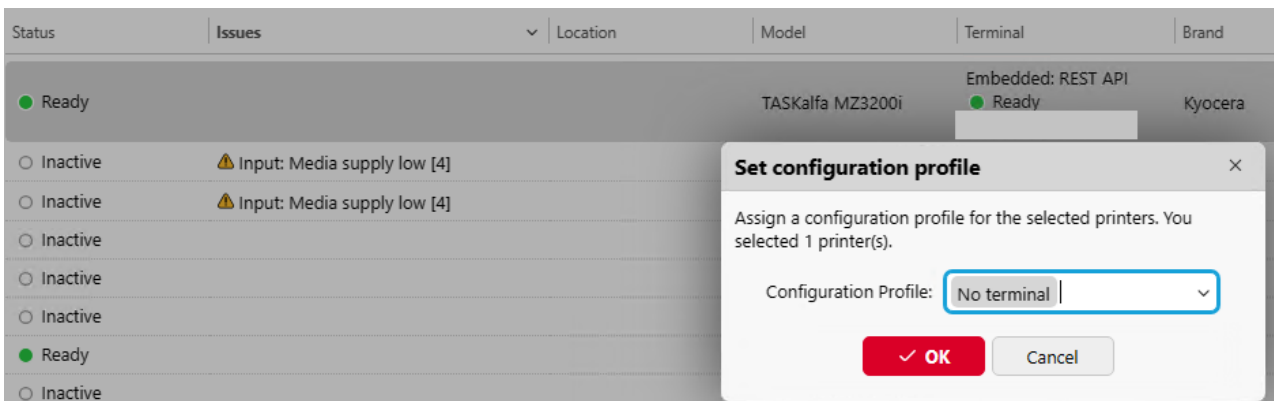 Status Issues Location Model Terminal Brand
Embedded: REST API
Ready TASKalfa MZ3200i Ready Kyocera
Inactive Input: Media supply low [4]
Inactive Input: Media supply low [4]
Inactive
Inactive
Inactive
Ready
Inactive
Set configuration profile
Assign a configuration profile for the selected printers. You
selected 1 printer(s).
Configuration Profile: No terminal
OK Cancel